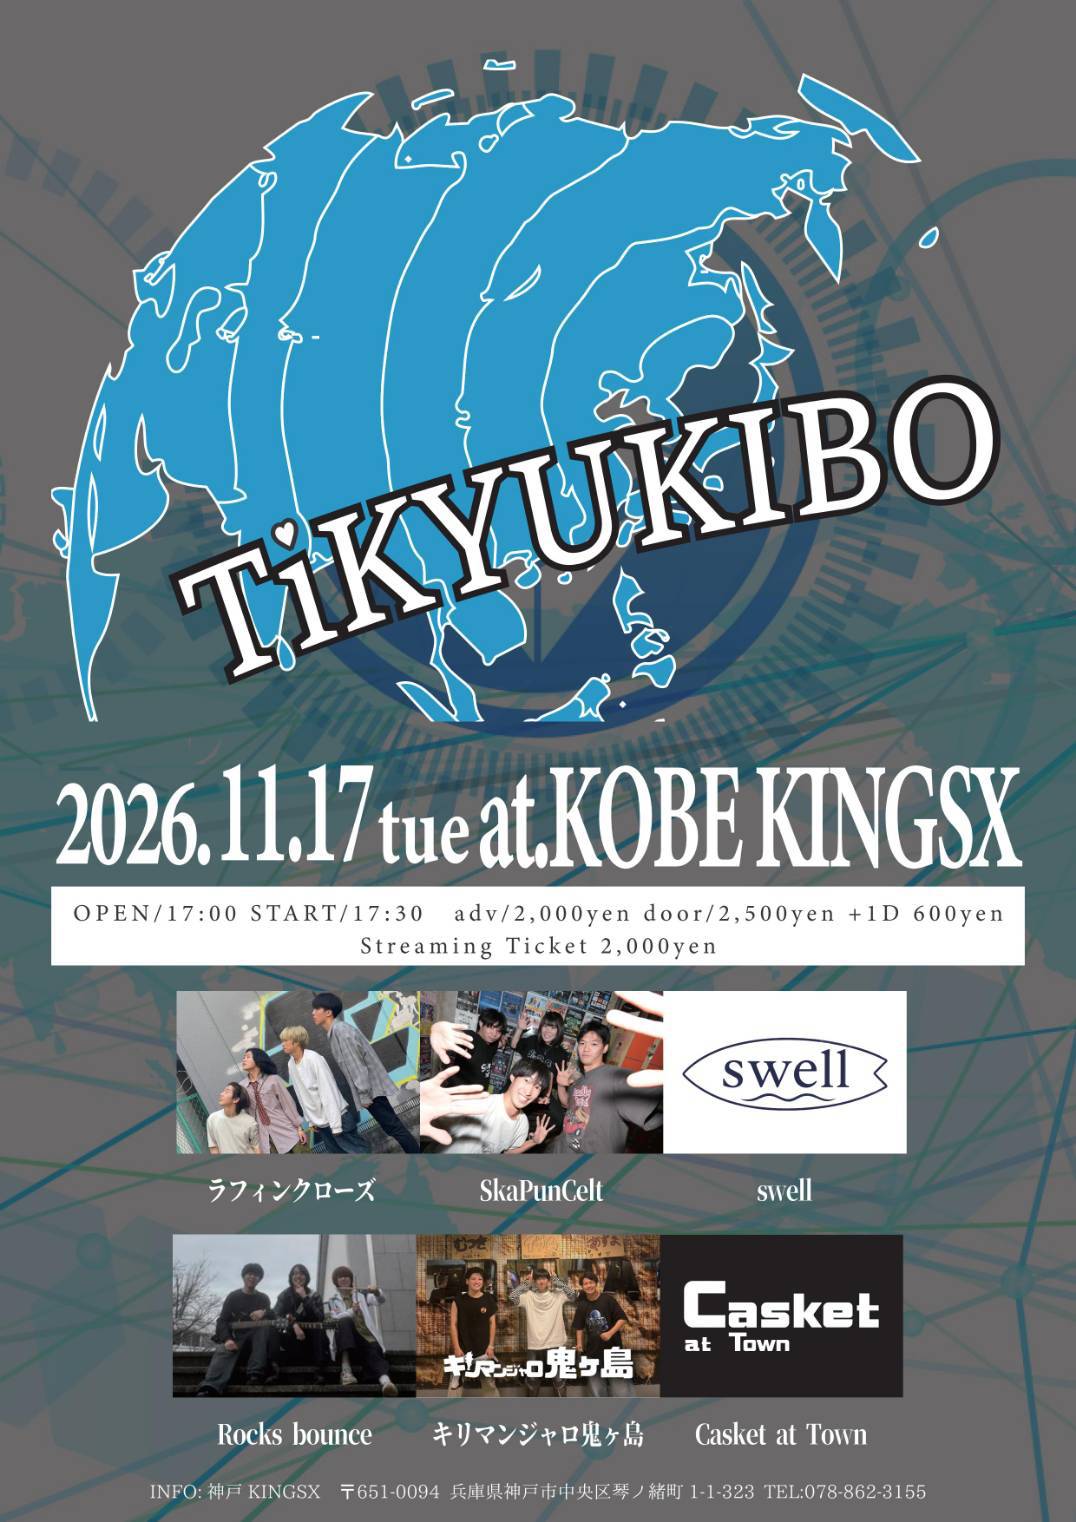 TiKYUKIBO
2026.11.17 tue at.KOBE KINGSX
OPEN/17:00 START/17:30 adv/2,000yen door/2,500yen +1D 600yen
Streaming Ticket 2,000yen
swell
ラフィンクローズ
SkaPunCelt
swell
むつき
キリマンジャロ鬼ヶ島
Casket
at Town
Rocks bounce
キリマンジャロ鬼ヶ島
Casket at Town
INFO: 神戸 KINGSX 〒651-0094 兵庫県神戸市中央区琴ノ緒町 1-1-323 TEL:078-862-3155